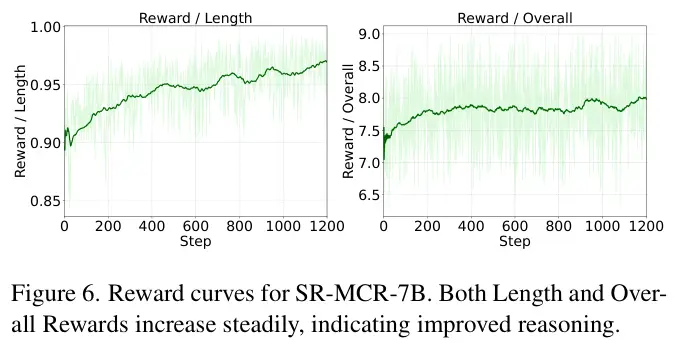 Reward / Length
1.00
0.95
0.90
0.85
Reward / Length
0 200 400 600 800 1000 1200
Step
Reward / Overall
9.0
8.5
8.0
7.5
7.0
6.5
Reward / Overall
0 200 400 600 800 1000 1200
Step
Figure 6. Reward curves for SR-MCR-7B. Both Length and Over-
all Rewards increase steadily, indicating improved reasoning.